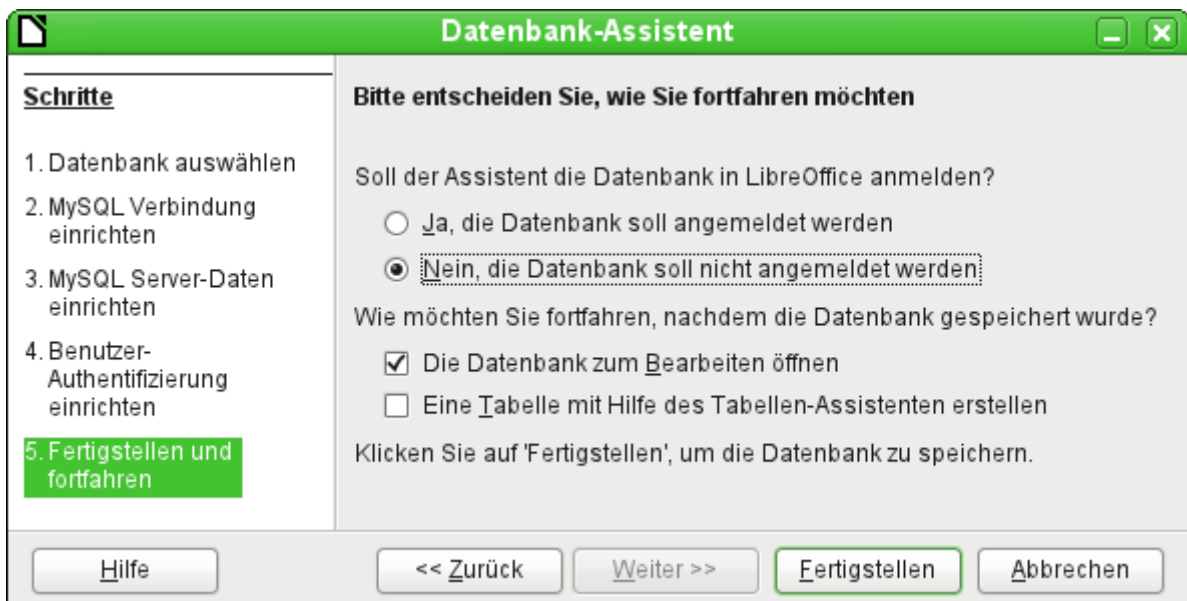 Datenbank-Assistent
Schritte
1. Datenbank auswählen
2. MySQL Verbindung
einrichten
3. MySQL Server-Daten
einrichten
4. Benutzer-
Authentifizierung
einrichten
5. Fertigstellen und
fortfahren
Bitte entscheiden Sie, wie Sie fortfahren möchten
Soll der Assistent die Datenbank in LibreOffice anmelden?
Ja, die Datenbank soll angemeldet werden
Nein, die Datenbank soll nicht angemeldet werden
Wie möchten Sie fortfahren, nachdem die Datenbank gespeichert wurde?
Die Datenbank zum Bearbeiten öffnen
Eine Tabelle mit Hilfe des Tabellen-Assistenten erstellen
Klicken Sie auf 'Fertigstellen', um die Datenbank zu speichern.
Hilfe
<< Zurück
Weiter >>
Fertigstellen
Abbrechen